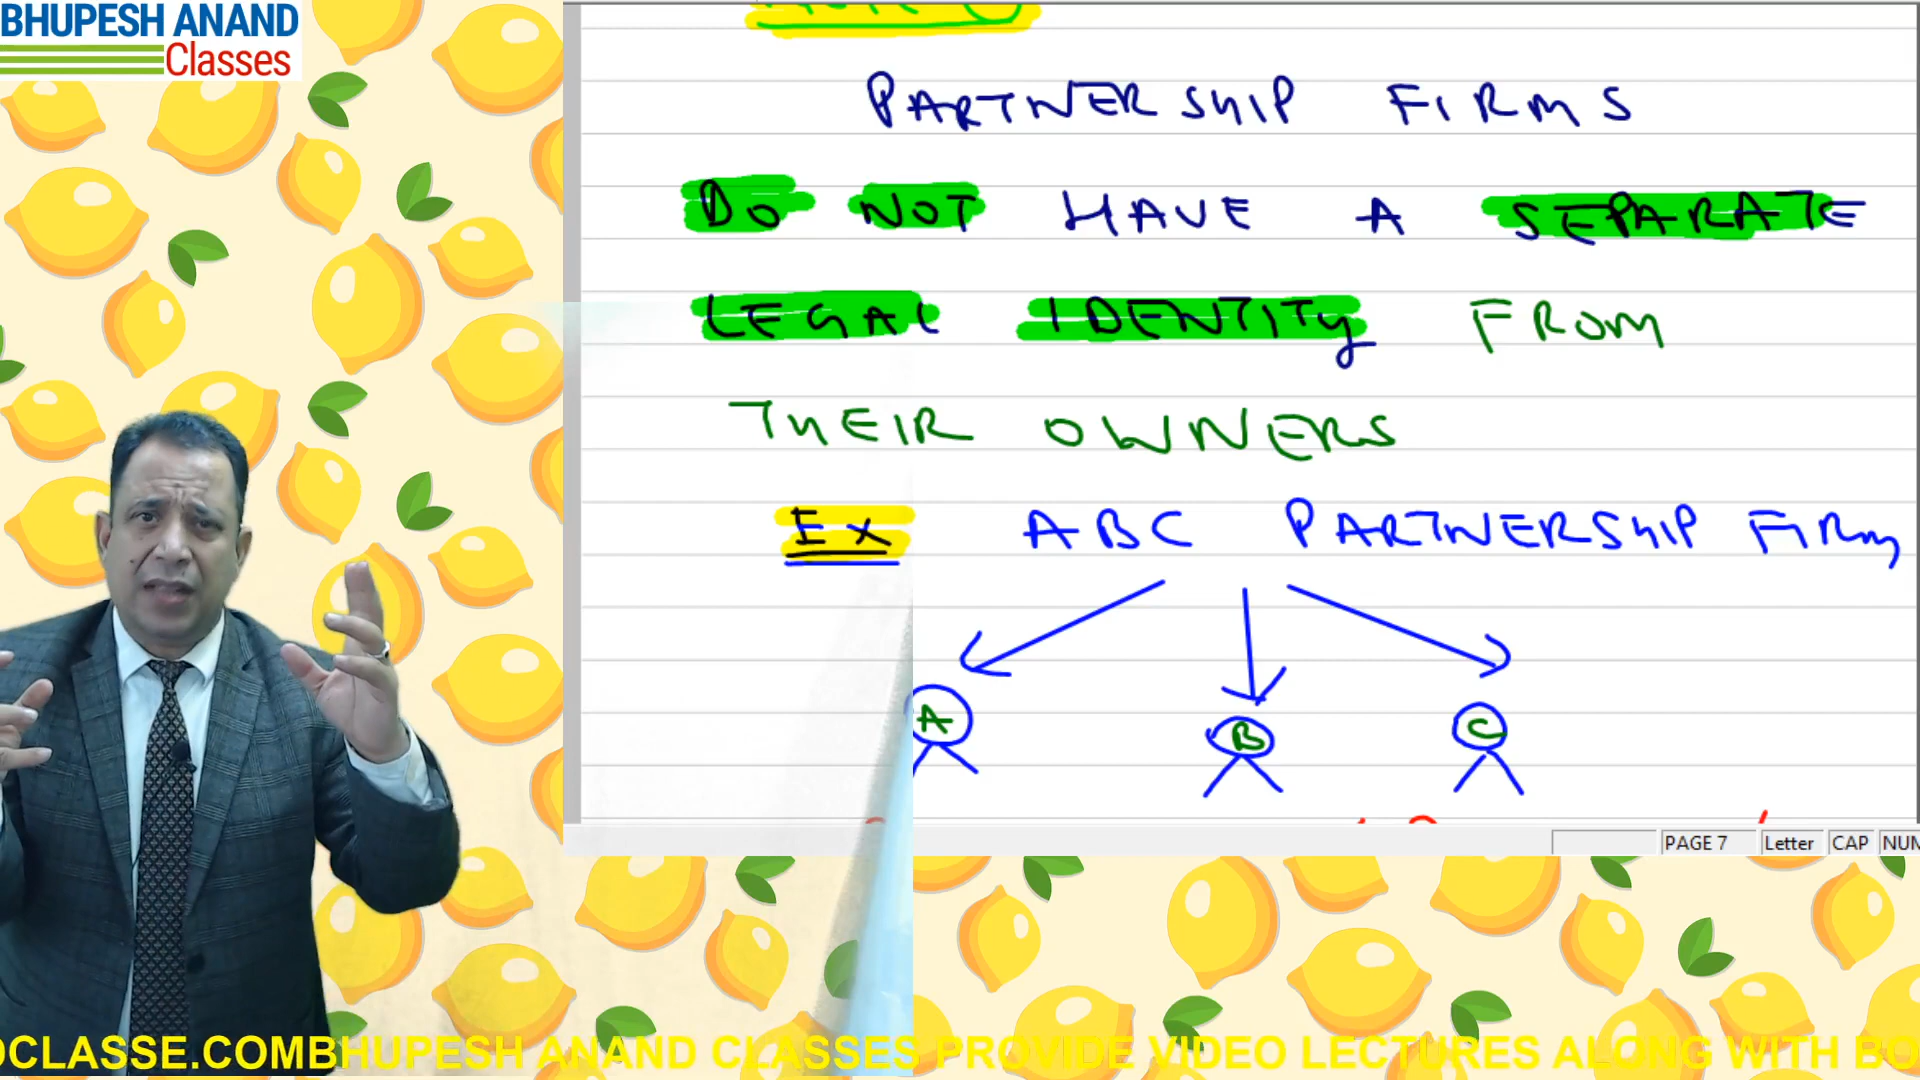 BHUPESH ANAND
Classes
PARTNERSHIP FIRMS
DO NOT HAVE A SEPARATE
LEGAL IDENTITY FROM
THEIR OWNERS
EX ABC PARTNERSHIP FIRM
A B C
PAGE 7 Letter CAP NUM
CLASSE.COMBHUPESH ANAND CLASSES PROVIDE VIDEO LECTURES ALONG WITH BO